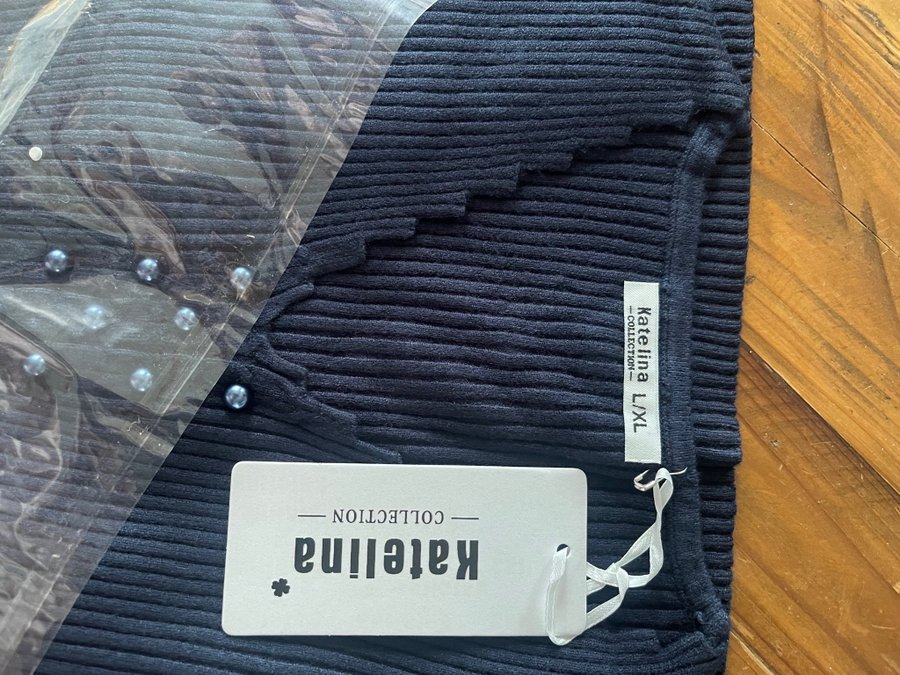 Katelina L/XL
—COLLECTION—
Katelina
— COLLECTION —